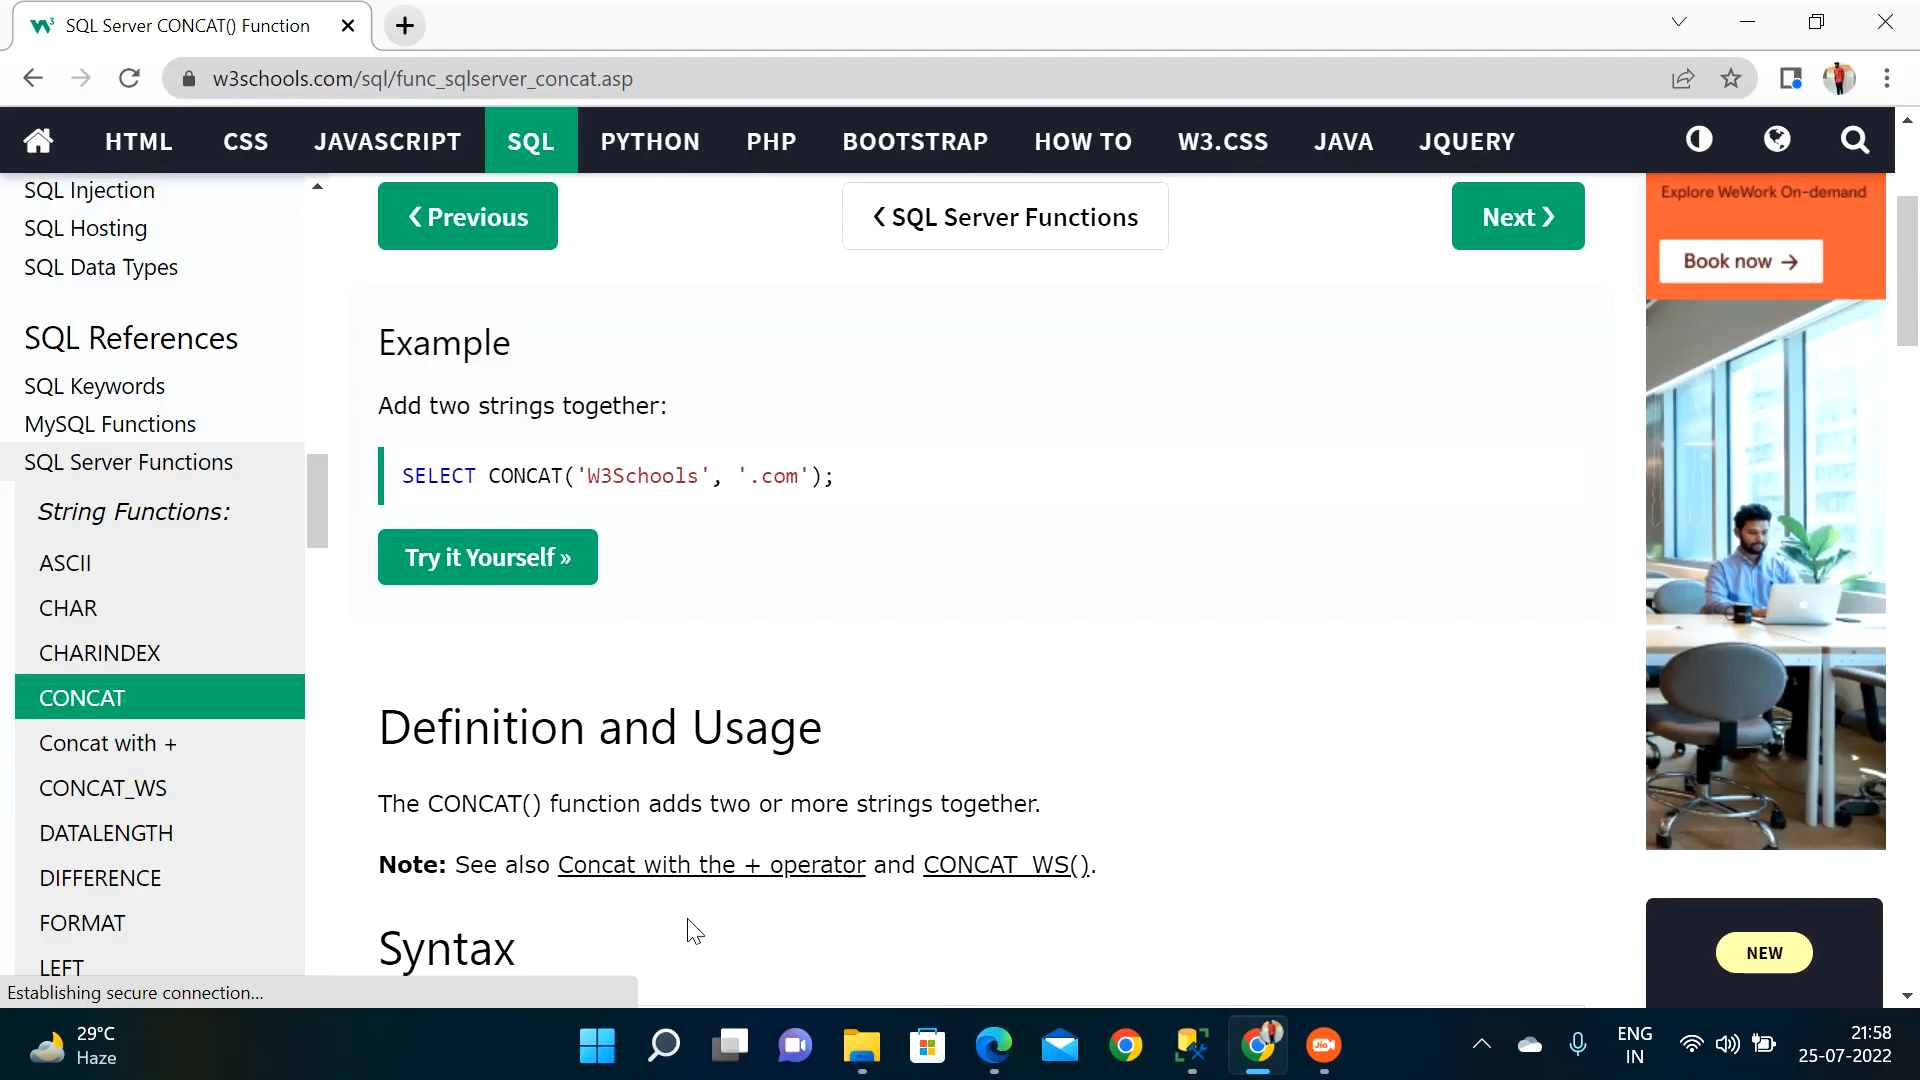 SQL Server CONCAT() Function
w3schools.com/sql/func_sqlserver_concat.asp
HTML CSS JAVASCRIPT SQL PYTHON PHP BOOTSTRAP HOW TO W3.CSS JAVA JQUERY
SQL Injection
SQL Hosting
SQL Data Types
SQL References
SQL Keywords
MySQL Functions
SQL Server Functions
String Functions:
ASCII
CHAR
CHARINDEX
CONCAT
Concat with +
CONCAT_WS
DATALENGTH
DIFFERENCE
FORMAT
LEFT
❮ Previous
❮ SQL Server Functions
Next ❯
Example
Add two strings together:
SELECT CONCAT('W3Schools', '.com');
Try it Yourself »
Definition and Usage
The CONCAT() function adds two or more strings together.
Note: See also Concat with the + operator and CONCAT_WS().
Syntax
Explore WeWork On-demand
Book now →
NEW
Establishing secure connection...
29°C
Haze
Jio
ENG
IN
21:58
25-07-2022